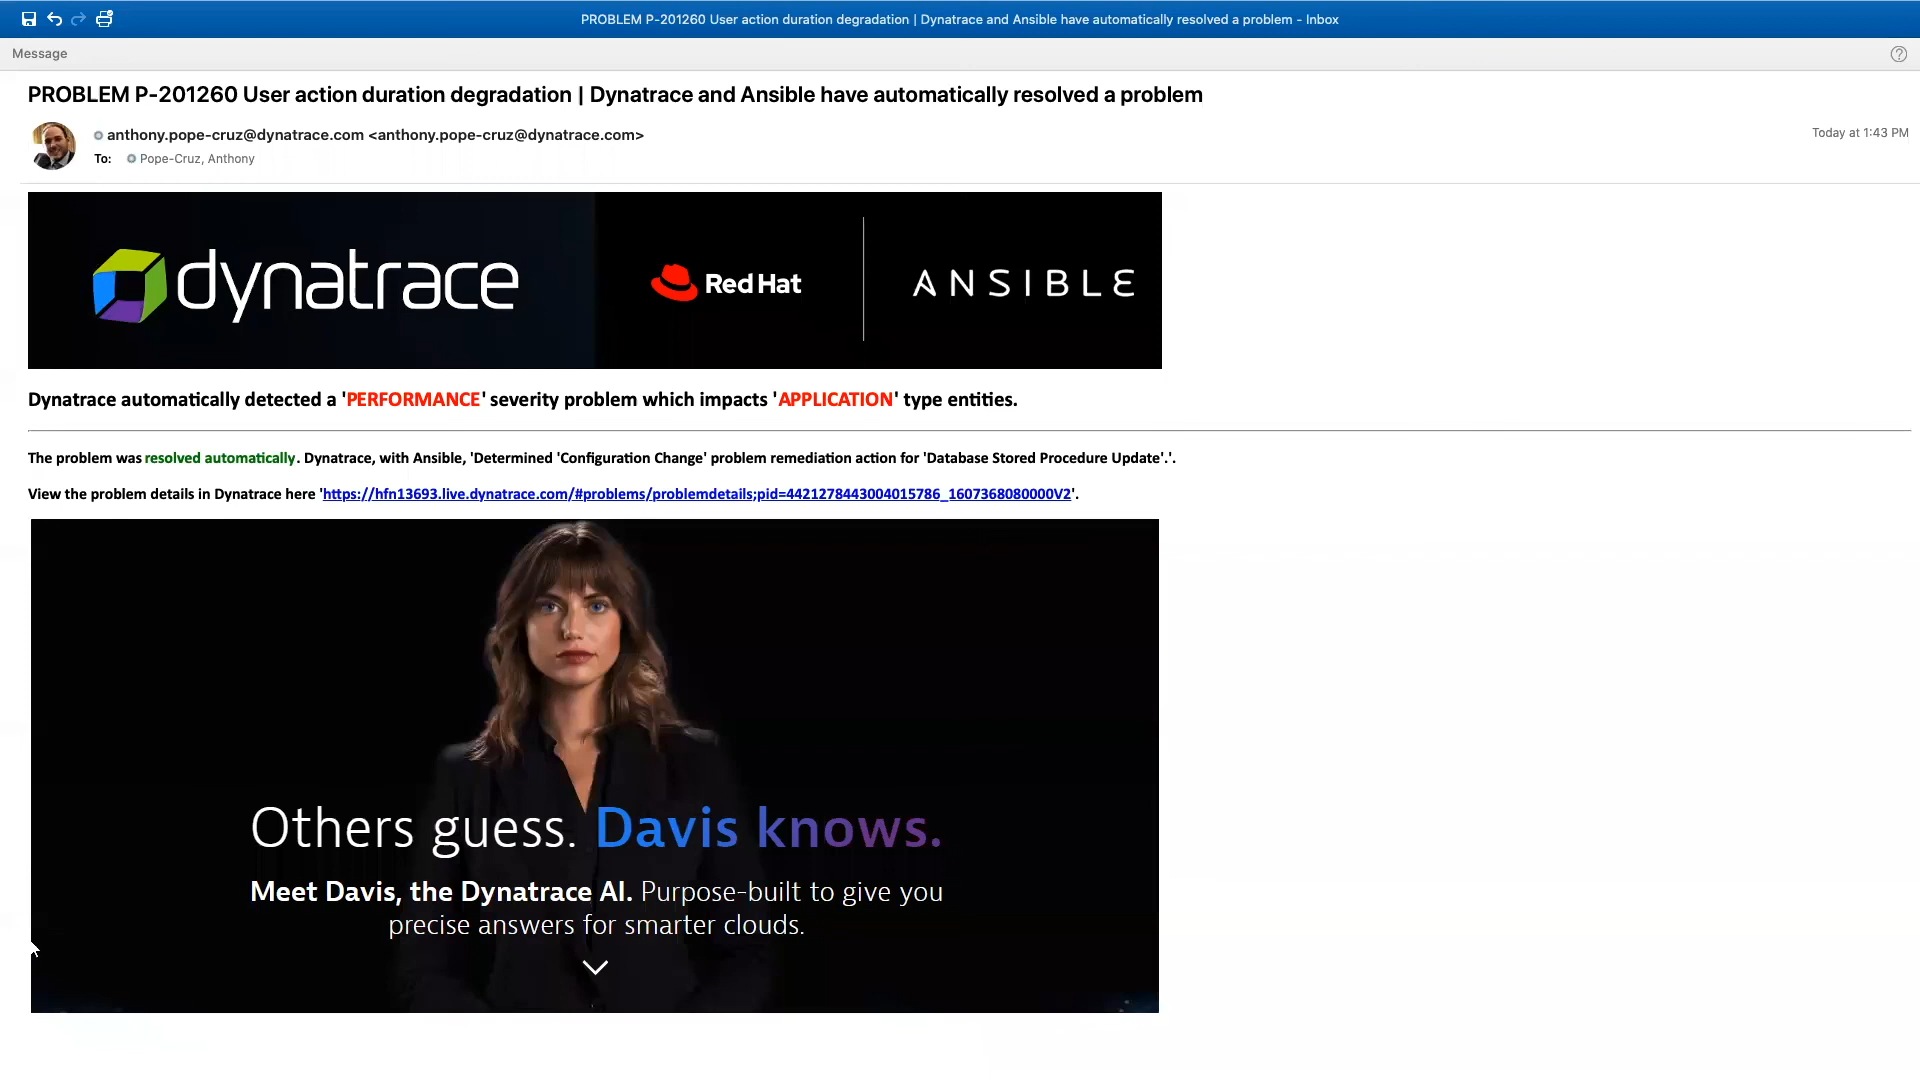 PROBLEM P-201260 User action duration degradation | Dynatrace and Ansible have automatically resolved a problem - Inbox
Message
PROBLEM P-201260 User action duration degradation | Dynatrace and Ansible have automatically resolved a problem
anthony.pope-cruz@dynatrace.com <anthony.pope-cruz@dynatrace.com>
Today at 1:43 PM
To: Pope-Cruz, Anthony
dynatrace
Red Hat
ANSIBLE
Dynatrace automatically detected a 'PERFORMANCE' severity problem which impacts 'APPLICATION' type entities.
The problem was resolved automatically. Dynatrace, with Ansible, 'Determined 'Configuration Change' problem remediation action for 'Database Stored Procedure Update'.'.
View the problem details in Dynatrace here 'https://hfn13693.live.dynatrace.com/#problems/problemdetails;pid=4421278443004015786_1607368080000V2'.
Others guess. Davis knows.
Meet Davis, the Dynatrace AI. Purpose-built to give you
precise answers for smarter clouds.